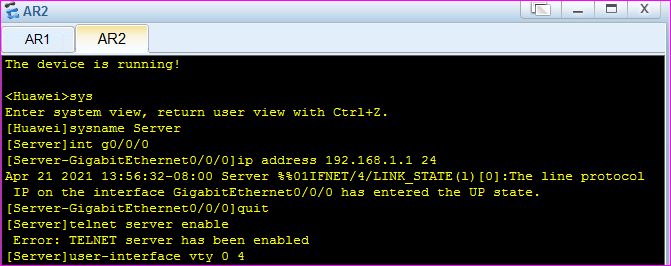 AR2
AR1
AR2
The device is running!
<Huawei>sys
Enter system view, return user view with Ctrl+Z.
[Huawei]sysname Server
[Server]int g0/0/0
[Server-GigabitEthernet0/0/0]ip address 192.168.1.1 24
Apr 21 2021 13:56:32-08:00 Server %%01IFNET/4/LINK_STATE(l)[0]:The line protocol
IP on the interface GigabitEthernet0/0/0 has entered the UP state.
[Server-GigabitEthernet0/0/0]quit
[Server]telnet server enable
Error: TELNET server has been enabled
[Server]user-interface vty 0 4